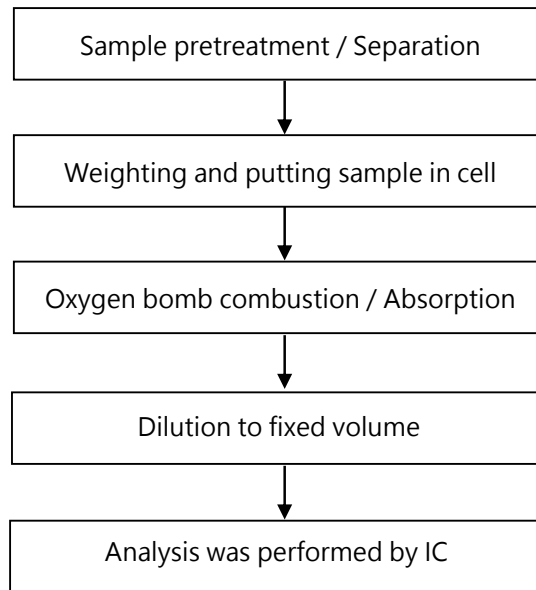 Sample pretreatment / Separation
Weighting and putting sample in cell
Oxygen bomb combustion / Absorption
Dilution to fixed volume
Analysis was performed by IC